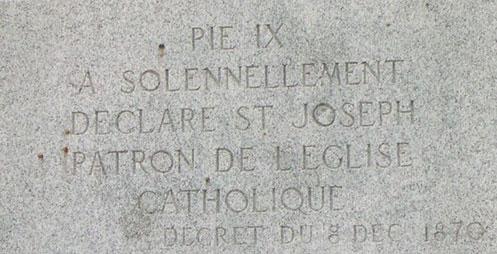 PIE IX
A SOLENNELLEMENT
DECLARE ST JOSEPH
PATRON DE L'EGLISE
CATHOLIQUE
DECRET DU 8 DEC 1870